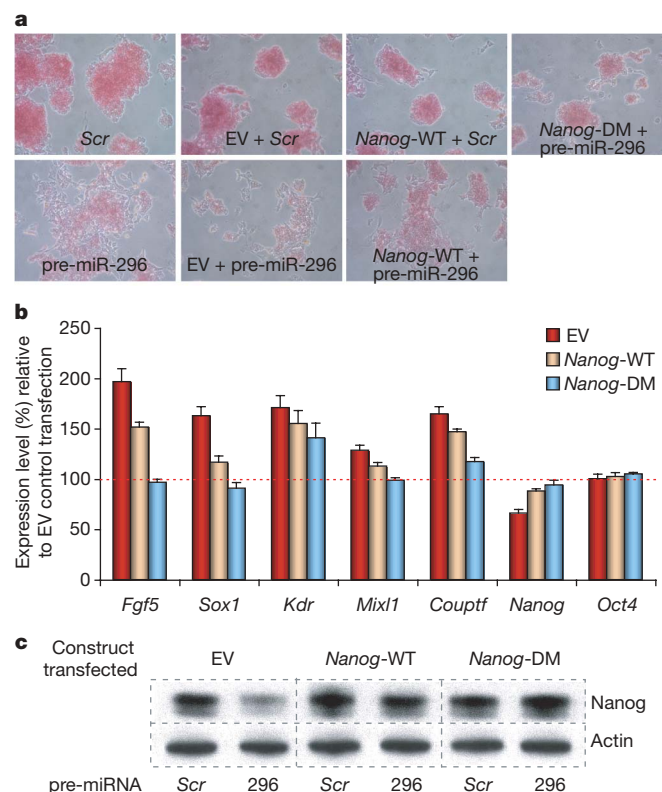 a
Scr
EV + Scr
Nanog-WT + Scr
Nanog-DM +
pre-miR-296
pre-miR-296
EV + pre-miR-296
Nanog-WT +
pre-miR-296
b
Expression level (%) relative
to EV control transfection
250
200
150
100
50
0
EV
Nanog-WT
Nanog-DM
Fgf5 Sox1 Kdr Mixl1 Couptf Nanog Oct4
c
Construct
transfected
EV Nanog-WT Nanog-DM
Nanog
Actin
pre-miRNA Scr 296 Scr 296 Scr 296